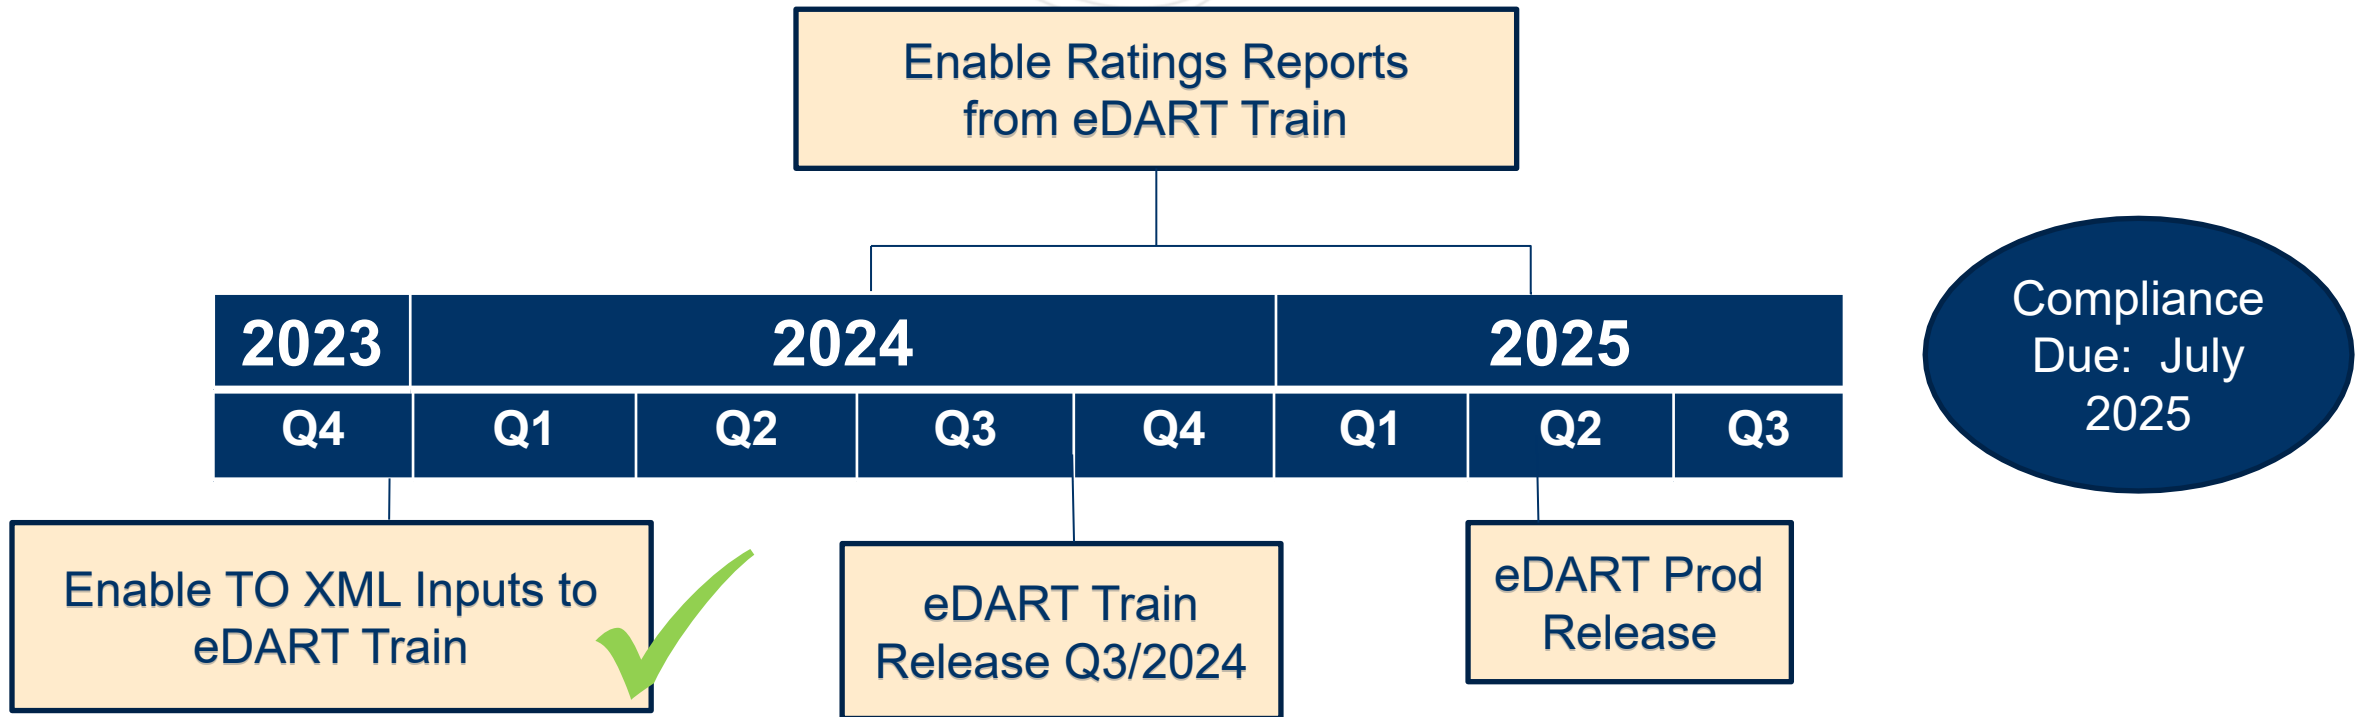 Enable Ratings Reports
from eDART Train
2023
2024
2025
Q4
Q1
Q2
Q3
Q4
Q1
Q2
Q3
Compliance
Due:  July
2025
Enable TO XML Inputs to
eDART Train
eDART Train
Release Q3/2024
eDART Prod
Release